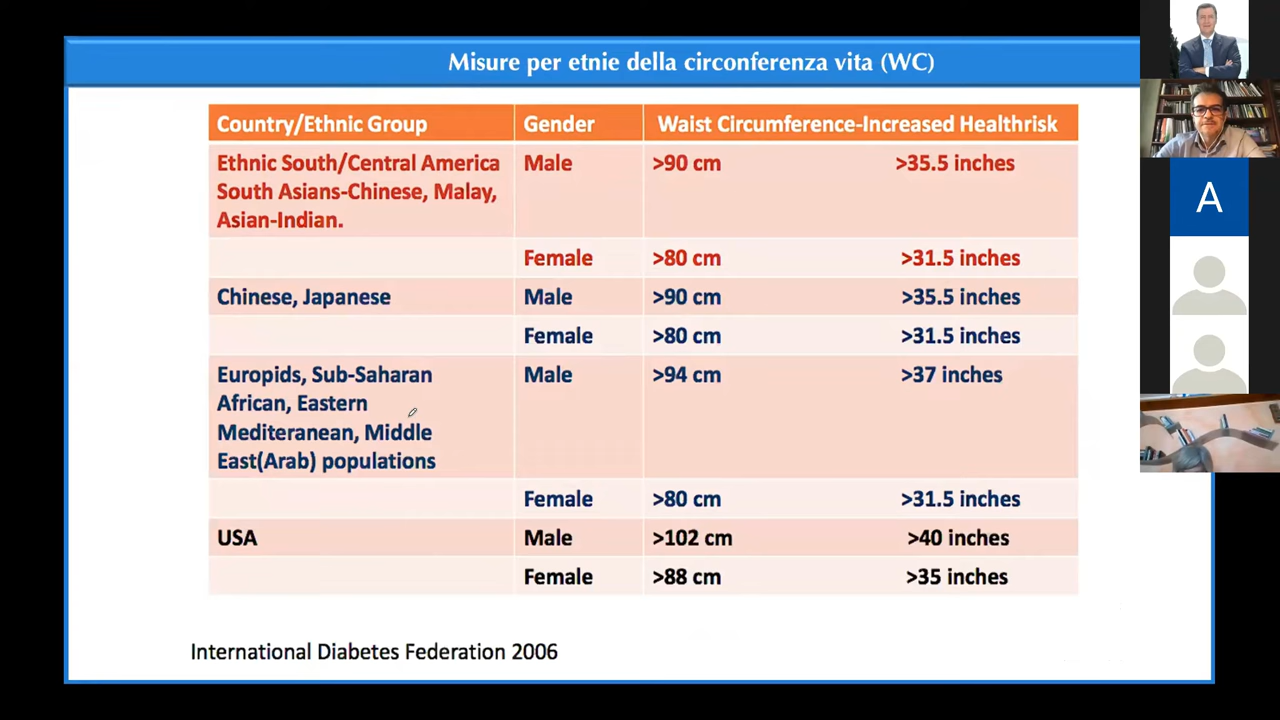 Misure per etnie della circonferenza vita (WC)
Country/Ethnic Group Gender Waist Circumference-Increased Healthrisk
Ethnic South/Central America Male >90 cm >35.5 inches
South Asians-Chinese, Malay,
Asian-Indian.
Female >80 cm >31.5 inches
Chinese, Japanese Male >90 cm >35.5 inches
Female >80 cm >31.5 inches
Europids, Sub-Saharan Male >94 cm >37 inches
African, Eastern
Mediteranean, Middle
East(Arab) populations
Female >80 cm >31.5 inches
USA Male >102 cm >40 inches
Female >88 cm >35 inches
International Diabetes Federation 2006
A